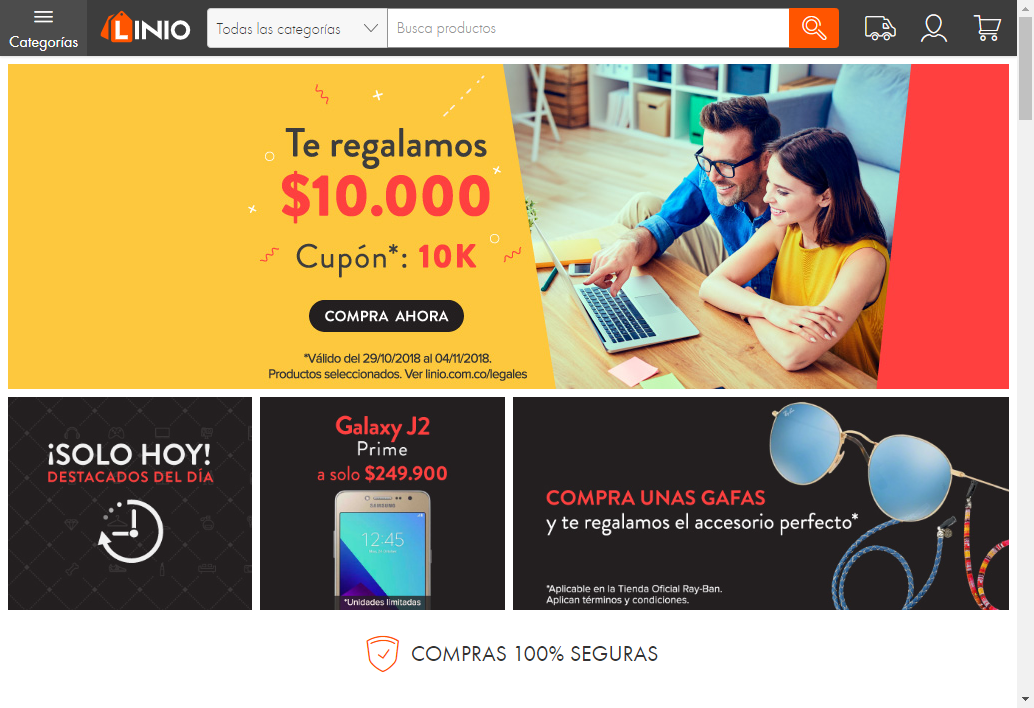 Categorías
LINIO
Todas las categorías
Busca productos
Te regalamos
$10.000
Cupón*: 10K
COMPRA AHORA
*Válido del 29/10/2018 al 04/11/2018.
Productos seleccionados. Ver linio.com.co/legales
¡SOLO HOY!
DESTACADOS DEL DÍA
Galaxy J2
Prime
a solo $249.900
SAMSUNG
12:45
*Unidades limitadas
Ray-Ban
COMPRA UNAS GAFAS
y te regalamos el accesorio perfecto*
*Aplicable en la Tienda Oficial Ray-Ban.
Aplican términos y condiciones.
COMPRAS 100% SEGURAS